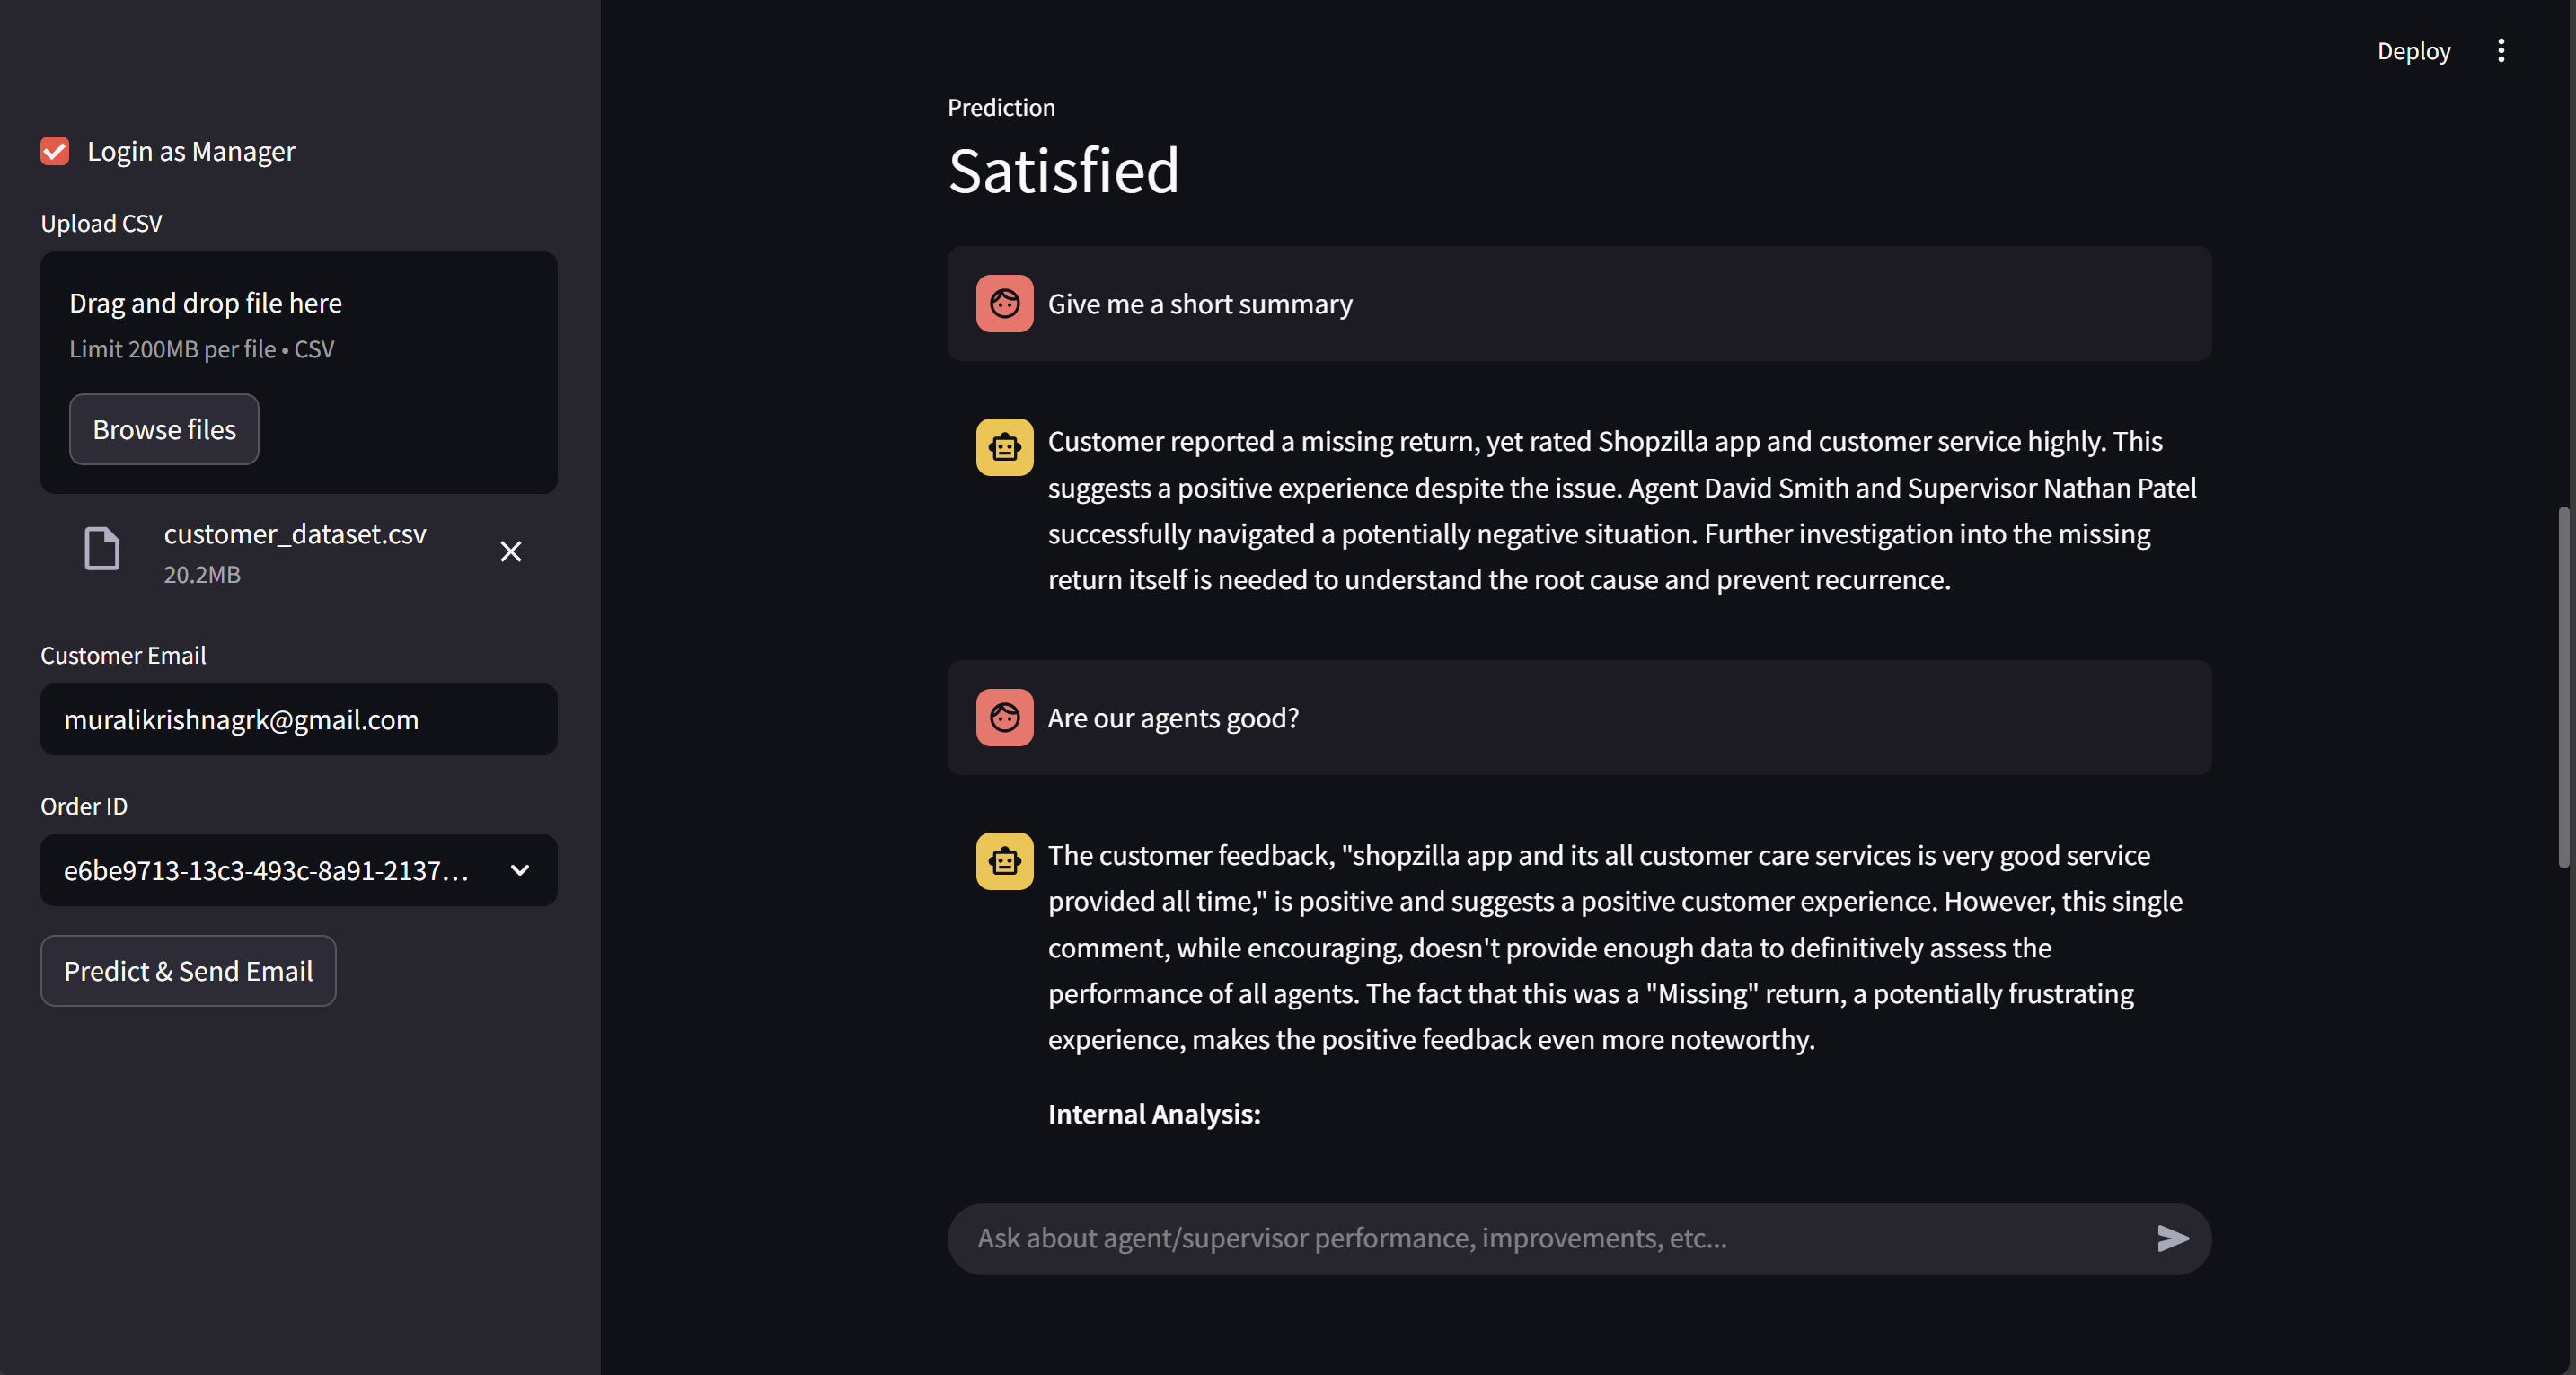 Deploy
Login as Manager
Upload CSV
Drag and drop file here
Limit 200MB per file • CSV
Browse files
customer_dataset.csv
20.2MB
Customer Email
muralikrishnagrk@gmail.com
Order ID
e6be9713-13c3-493c-8a91-2137...
Predict & Send Email
Prediction
Satisfied
Give me a short summary
Customer reported a missing return, yet rated Shopzilla app and customer service highly. This
suggests a positive experience despite the issue. Agent David Smith and Supervisor Nathan Patel
successfully navigated a potentially negative situation. Further investigation into the missing
return itself is needed to understand the root cause and prevent recurrence.
Are our agents good?
The customer feedback, "shopzilla app and its all customer care services is very good service
provided all time," is positive and suggests a positive customer experience. However, this single
comment, while encouraging, doesn't provide enough data to definitively assess the
performance of all agents. The fact that this was a "Missing" return, a potentially frustrating
experience, makes the positive feedback even more noteworthy.
Internal Analysis:
Ask about agent/supervisor performance, improvements, etc...